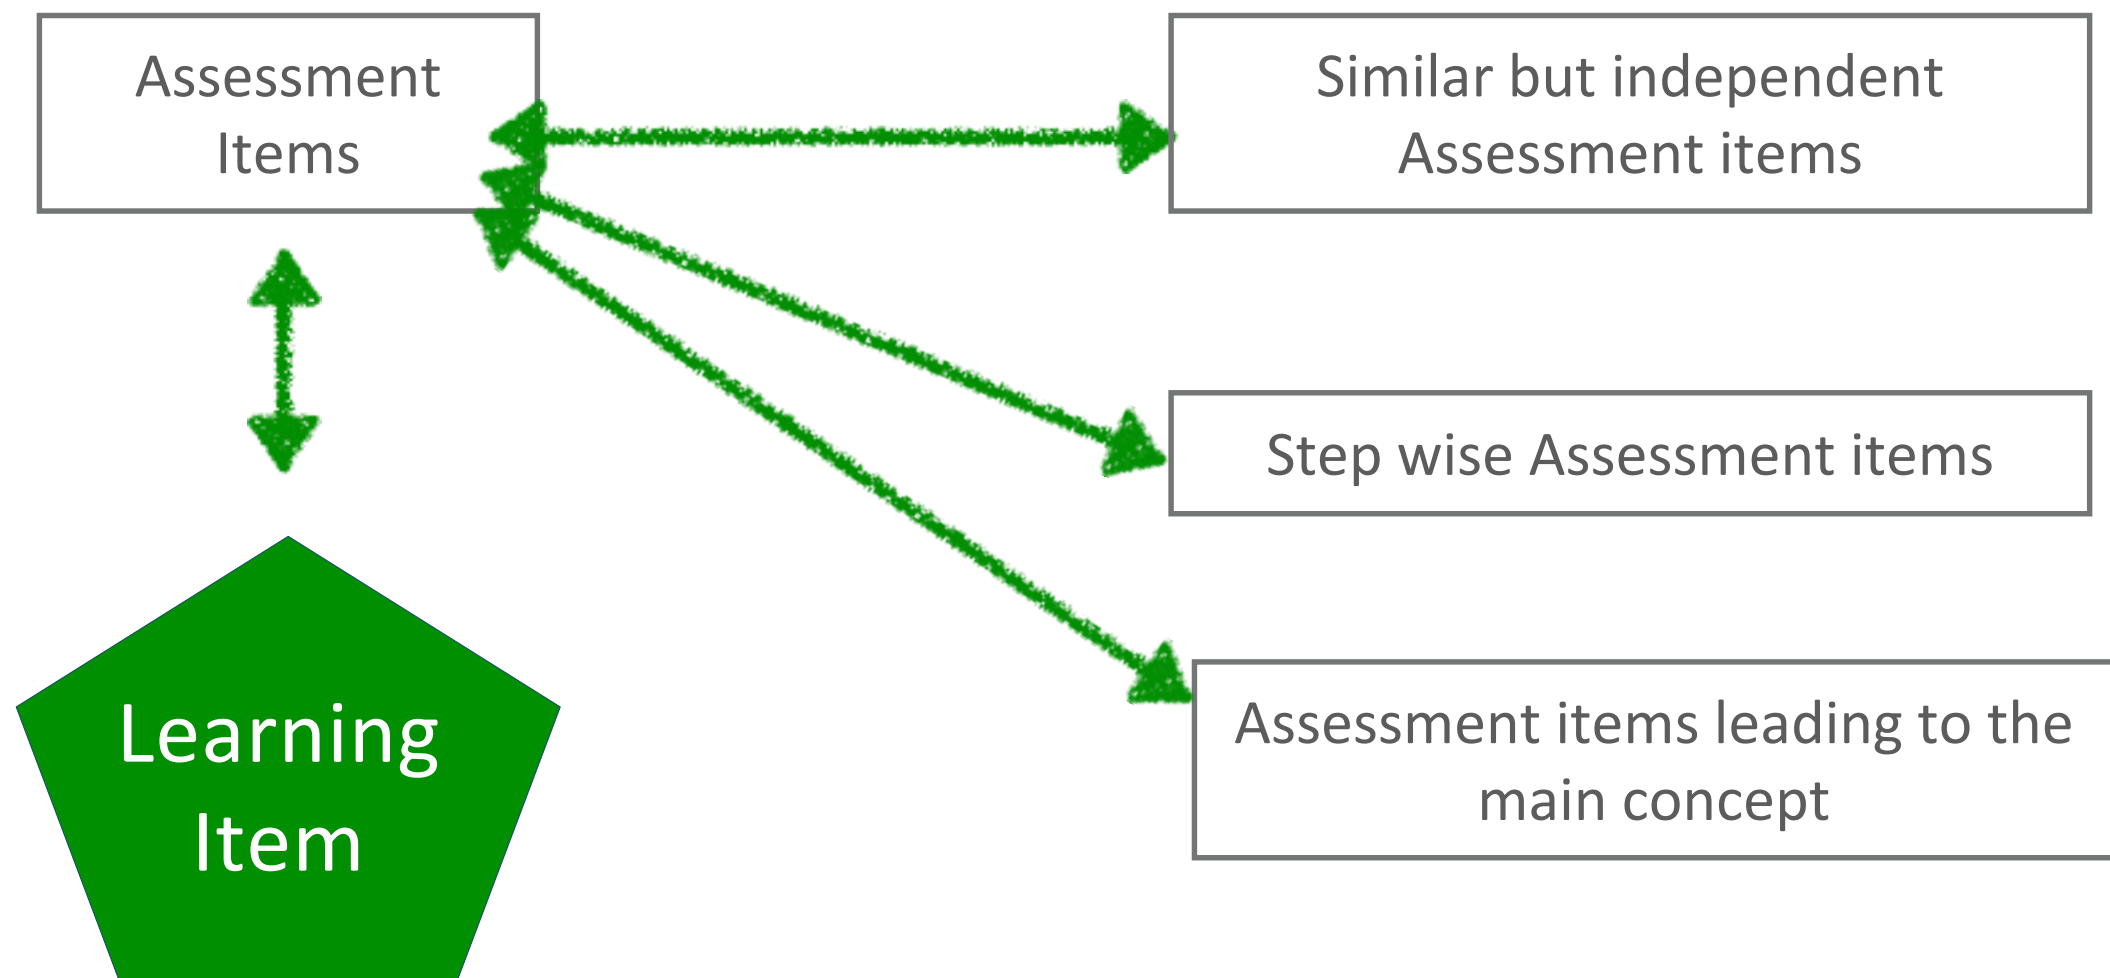 Assessment
Items
Similar but independent
Assessment items
Step wise Assessment items
Assessment items leading to the
main concept
Learning
Item